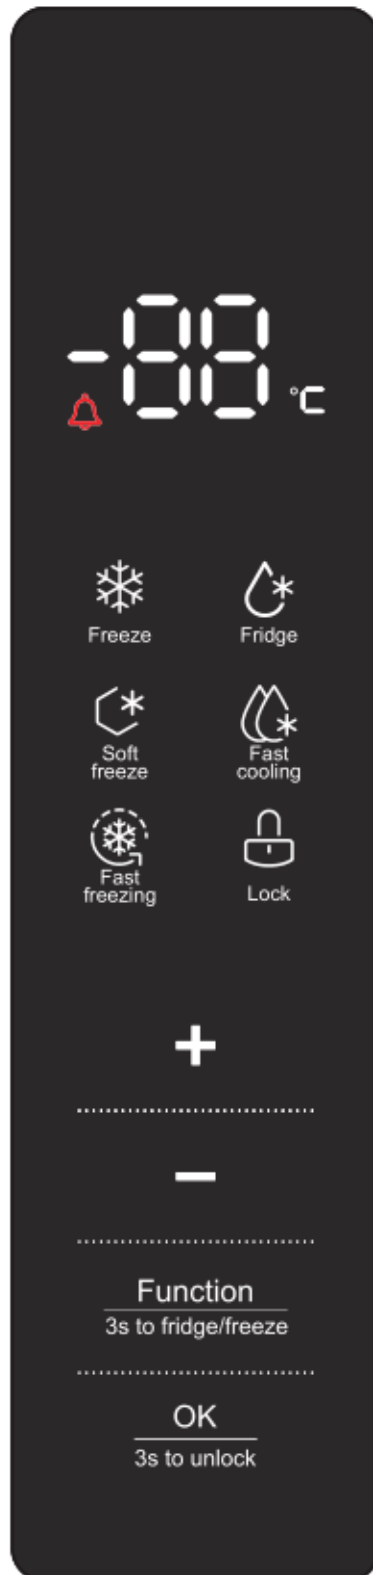 -88
°C
Freeze
Fridge
Soft
freeze
Fast
cooling
Fast
freezing
Lock
+
−
Function
3s to fridge/freeze
OK
3s to unlock